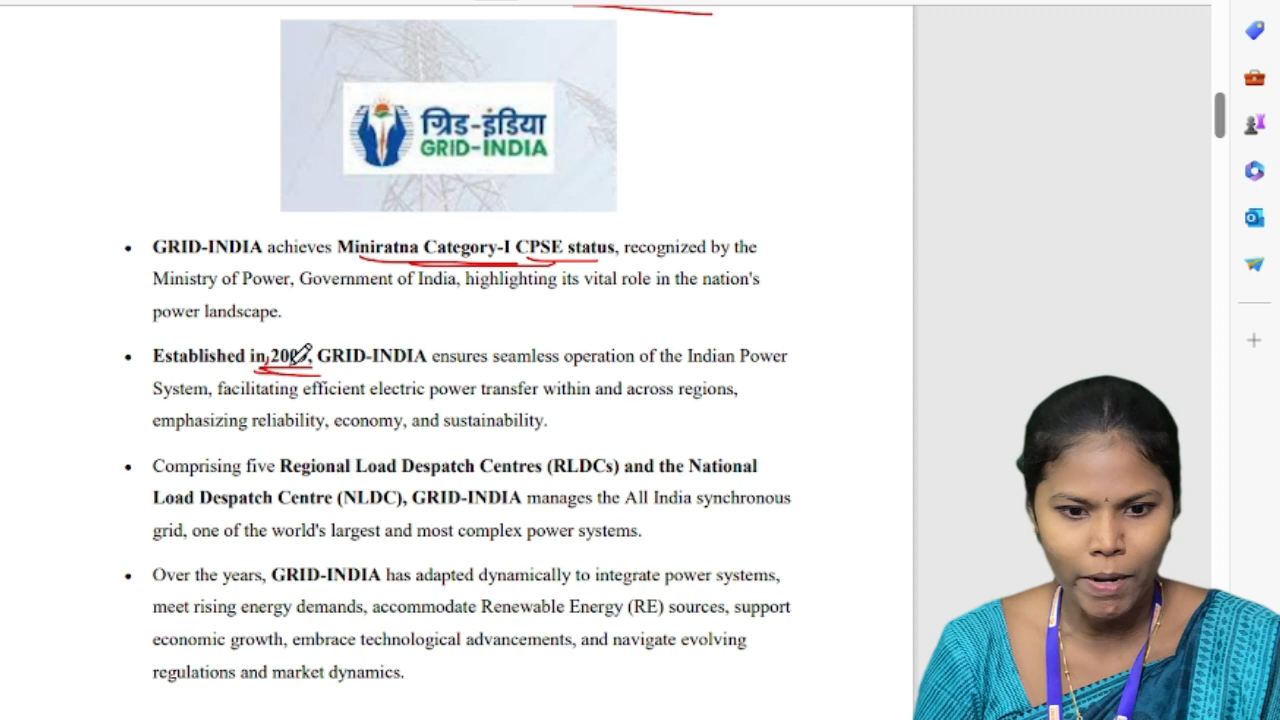 ग्रिड-इंडिया
GRID-INDIA
• GRID-INDIA achieves Miniratna Category-I CPSE status, recognized by the
Ministry of Power, Government of India, highlighting its vital role in the nation's
power landscape.
• Established in GRID-INDIA ensures seamless operation of the Indian Power
System, facilitating efficient electric power transfer within and across regions,
emphasizing reliability, economy, and sustainability.
• Comprising five Regional Load Despatch Centres (RLDCs) and the National
Load Despatch Centre (NLDC), GRID-INDIA manages the All India synchronous
grid, one of the world's largest and most complex power systems.
• Over the years, GRID-INDIA has adapted dynamically to integrate power systems,
meet rising energy demands, accommodate Renewable Energy (RE) sources, support
economic growth, embrace technological advancements, and navigate evolving
regulations and market dynamics.